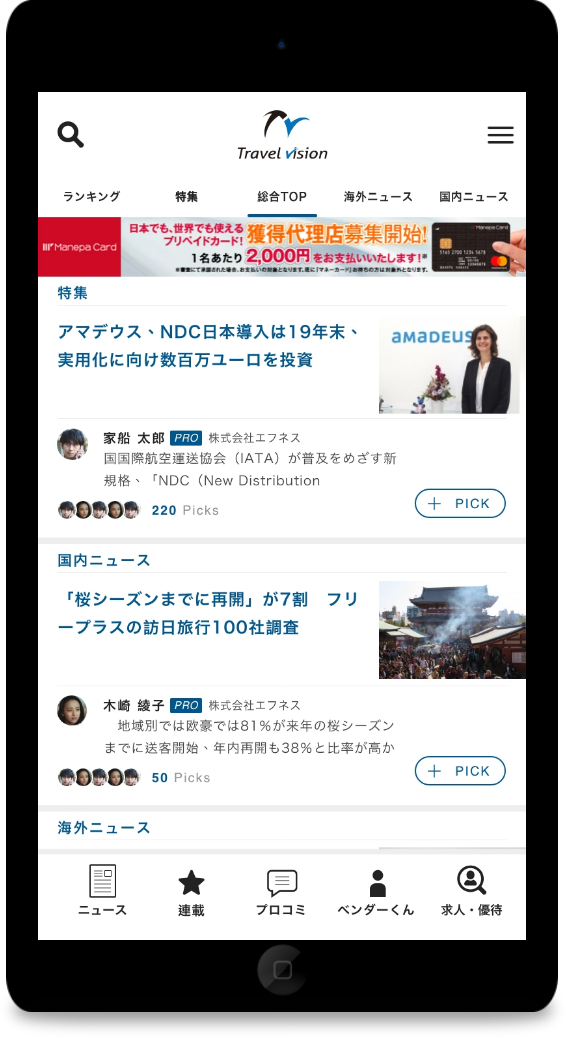 Travel vision
ランキング
特集
総合TOP
海外ニュース
国内ニュース
Manepa Card
日本でも、世界でも使える
プリペイドカード!
獲得代理店募集開始!
1名あたり2,000円をお支払いいたします!※
Manepa Card
特集
アマデウス、NDC日本導入は19年末、
実用化に向け数百万ユーロを投資
amadeus
家船 太郎 PRO 株式会社エフネス
国国際航空運送協会（IATA）が普及をめざす新
規格、「NDC（New Distribution
220 Picks
＋ PICK
国内ニュース
「桜シーズンまでに再開」が7割　フリ
ープラスの訪日旅行100社調査
木崎 綾子 PRO 株式会社エフネス
地域別では欧豪では81％が来年の桜シーズン
までに送客開始、年内再開も38％と比率が高か
50 Picks
＋ PICK
海外ニュース
ニュース
連載
プロコミ
ベンダーくん
求人・優待